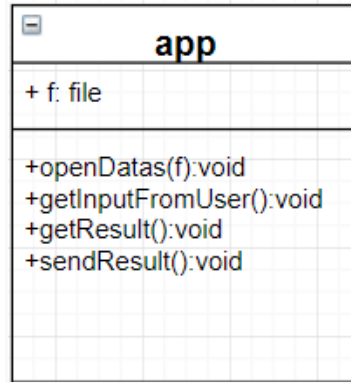 app
+ f: file
+openDatas(f):void
+getInputFromUser():void
+getResult():void
+sendResult():void